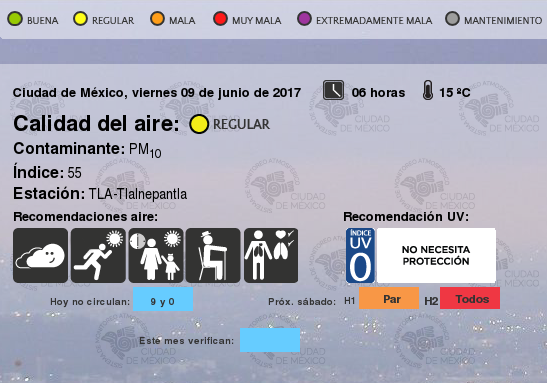 BUENA REGULAR MALA MUY MALA EXTREMADAMENTE MALA MANTENIMIENTO
Ciudad de México, viernes 09 de junio de 2017 06 horas 15 ºC
Calidad del aire: REGULAR
Contaminante: PM10
Índice: 55
Estación: TLA-Tlalnepantla
Recomendaciones aire: Recomendación UV:
ÍNDICE
UV
0
NO NECESITA
PROTECCIÓN
Hoy no circulan: 9 y 0 Próx. sábado: H1 Par H2 Todos
Este mes verifican:
CIUDAD
DE MÉXICO